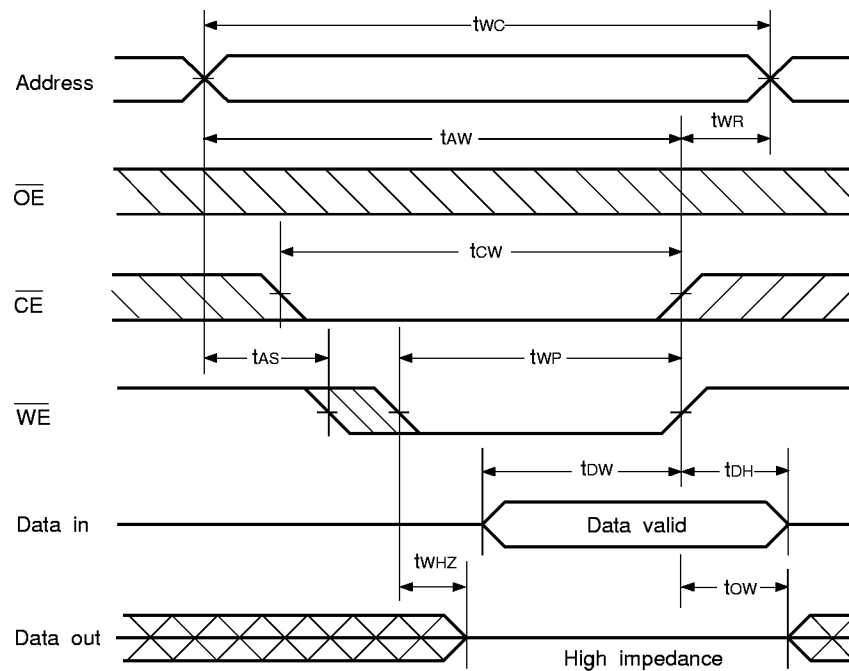 tWC
Address
tAW
tWR
OE
tCW
CE
tAS
tWP
WE
tDW
tDH
Data in
Data valid
tWHZ
tOW
Data out
High impedance